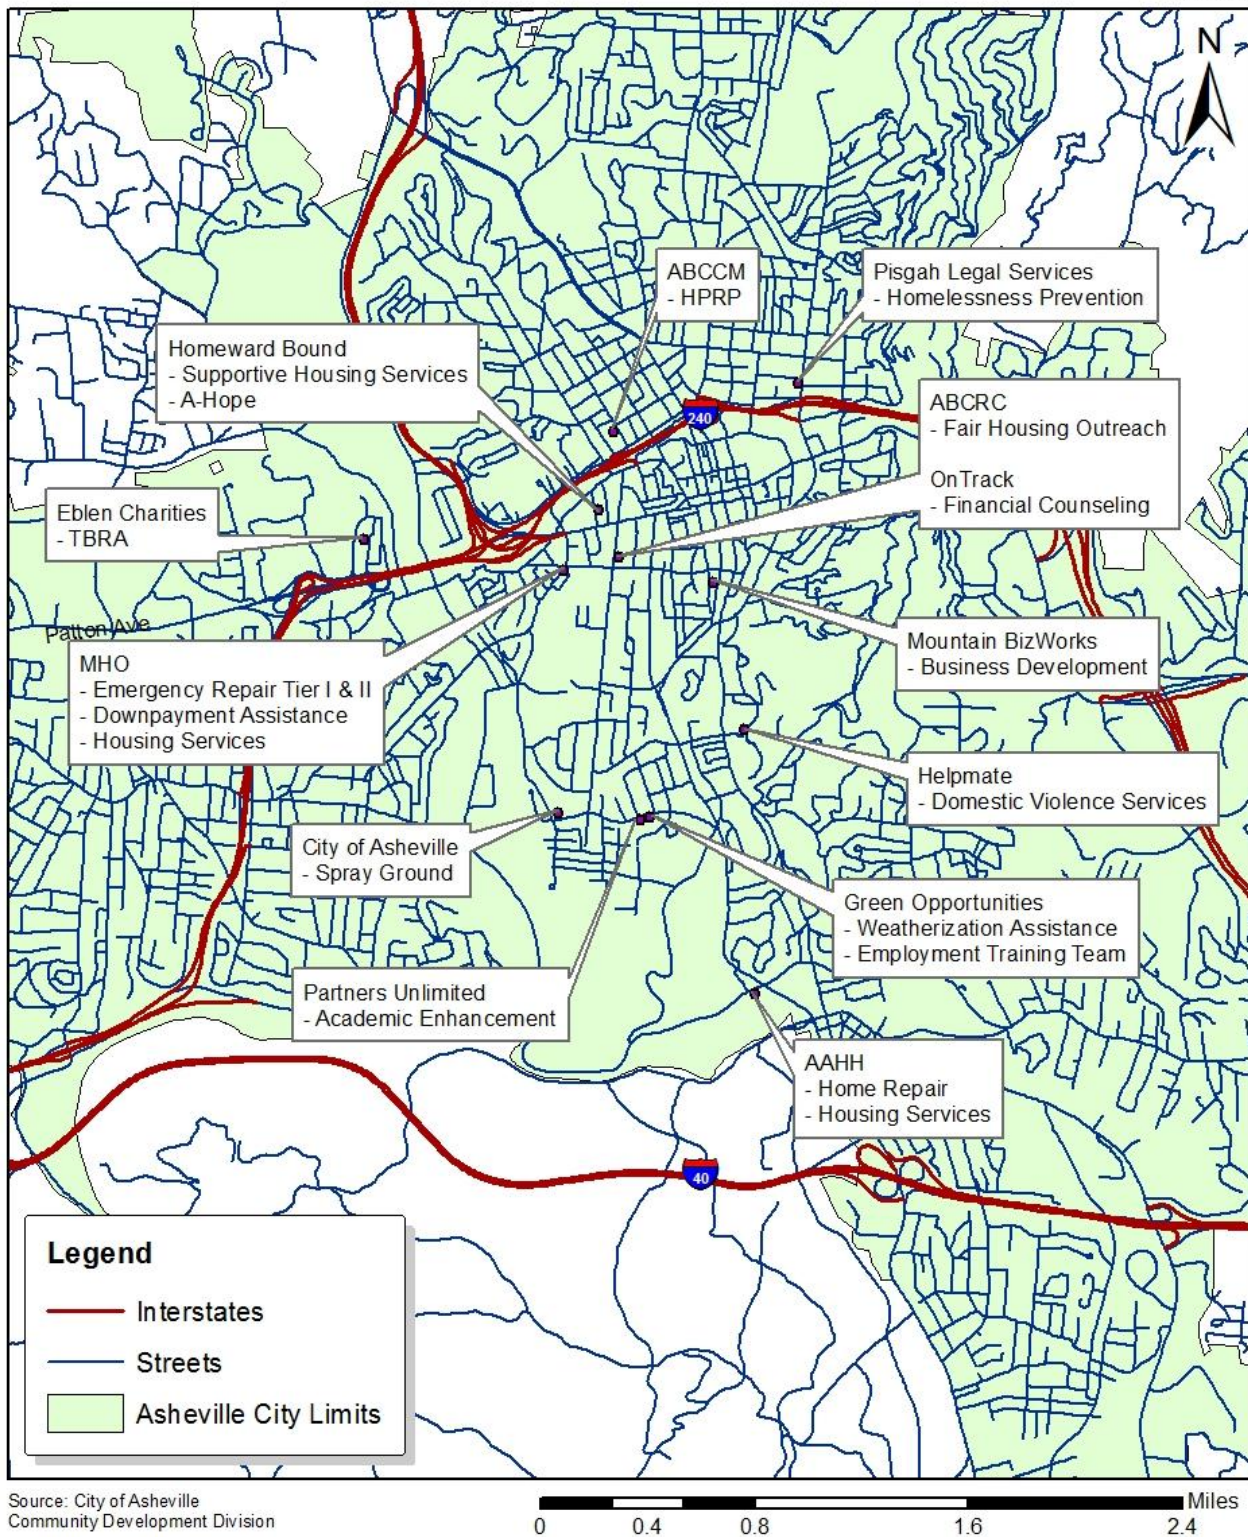 N
ABCCM
- HPRP
Pisgah Legal Services
- Homelessness Prevention
Homeward Bound
- Supportive Housing Services
- A-Hope
240
ABCRC
- Fair Housing Outreach
OnTrack
- Financial Counseling
Eblen Charities
- TBRA
Patton Ave
MHO
- Emergency Repair Tier I & II
- Downpayment Assistance
- Housing Services
Mountain BizWorks
- Business Development
Helpmate
- Domestic Violence Services
City of Asheville
- Spray Ground
Green Opportunities
- Weatherization Assistance
- Employment Training Team
Partners Unlimited
- Academic Enhancement
AAHH
- Home Repair
- Housing Services
40
Legend
Interstates
Streets
Asheville City Limits
Source: City of Asheville
Community Development Division
Miles
0 0.4 0.8 1.6 2.4